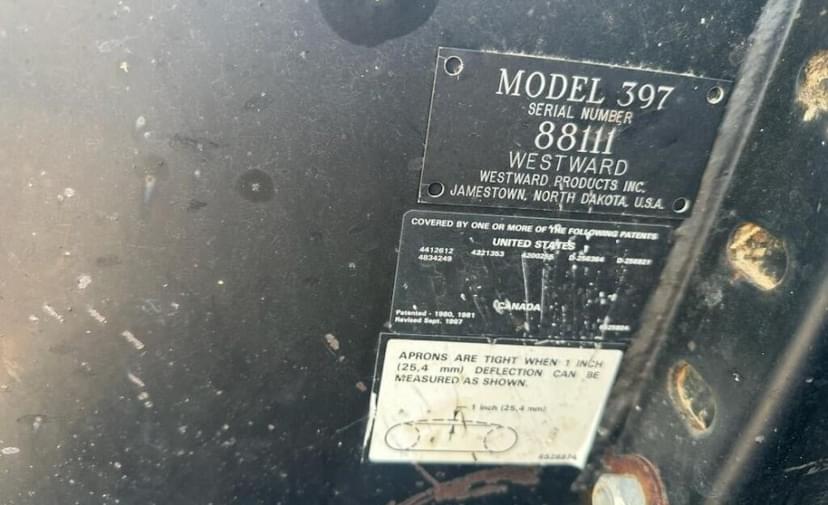 MODEL 397
SERIAL NUMBER
88111
WESTWARD
WESTWARD PRODUCTS INC.
JAMESTOWN, NORTH DAKOTA, U.S.A.
COVERED BY ONE OR MORE OF THE FOLLOWING PATENTS
UNITED STATES
4412612 4321353
4834249
CANADA
Patented - 1980, 1981
Revised Sept. 1987
APRONS ARE TIGHT WHEN 1 INCH
(25,4 mm) DEFLECTION CAN BE
MEASURED AS SHOWN.
1 inch (25,4 mm)